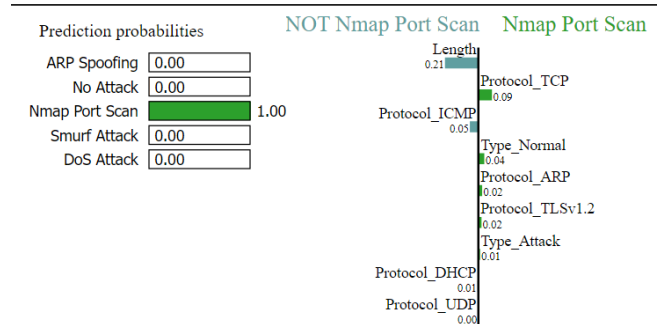 Prediction probabilities
ARP Spoofing 0.00
No Attack 0.00
Nmap Port Scan 1.00
Smurf Attack 0.00
DoS Attack 0.00
NOT Nmap Port Scan Nmap Port Scan
Length
0.21
Protocol_TCP
0.09
Protocol_ICMP
0.05
Type_Normal
0.04
Protocol_ARP
0.02
Protocol_TLSv1.2
0.02
Type_Attack
0.01
Protocol_DHCP
0.01
Protocol_UDP
0.00